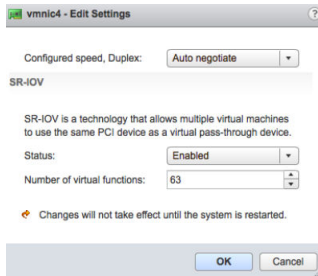 vmnic4 - Edit Settings
?
Configured speed, Duplex: Auto negotiate
SR-IOV
SR-IOV is a technology that allows multiple virtual machines
to use the same PCI device as a virtual pass-through device.
Status: Enabled
Number of virtual functions: 63
Changes will not take effect until the system is restarted.
OK Cancel